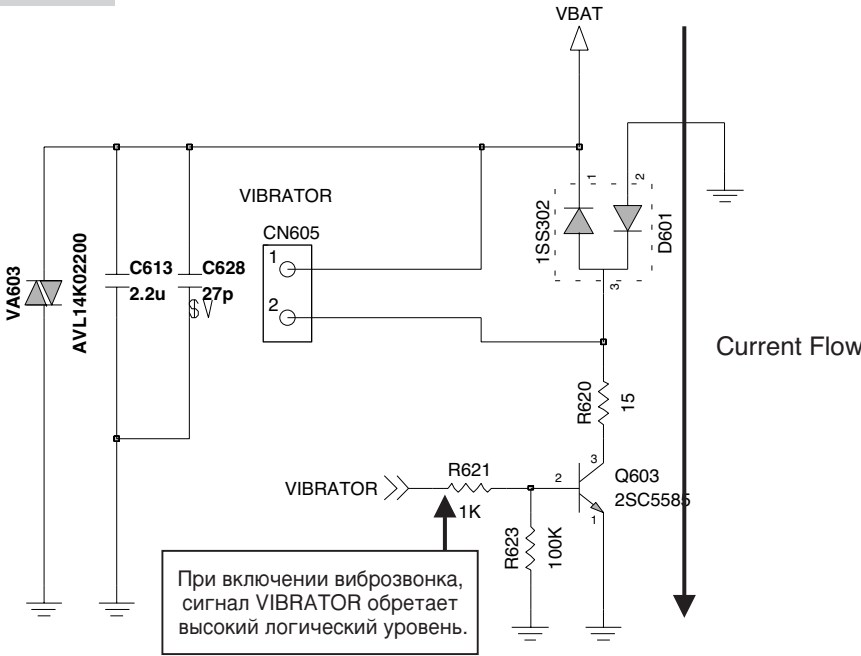 VBAT
1
2
1SS302
D601
3
VIBRATOR
CN605
1
2
VA603
AVL14K02200
C613
2.2u
C628
27p
$V
Current Flow
R620
15
VIBRATOR
R621
1K
R623
100K
2
3
1
Q603
2SC5585
При включении виброзвонка,
сигнал VIBRATOR обретает
высокий логический уровень.